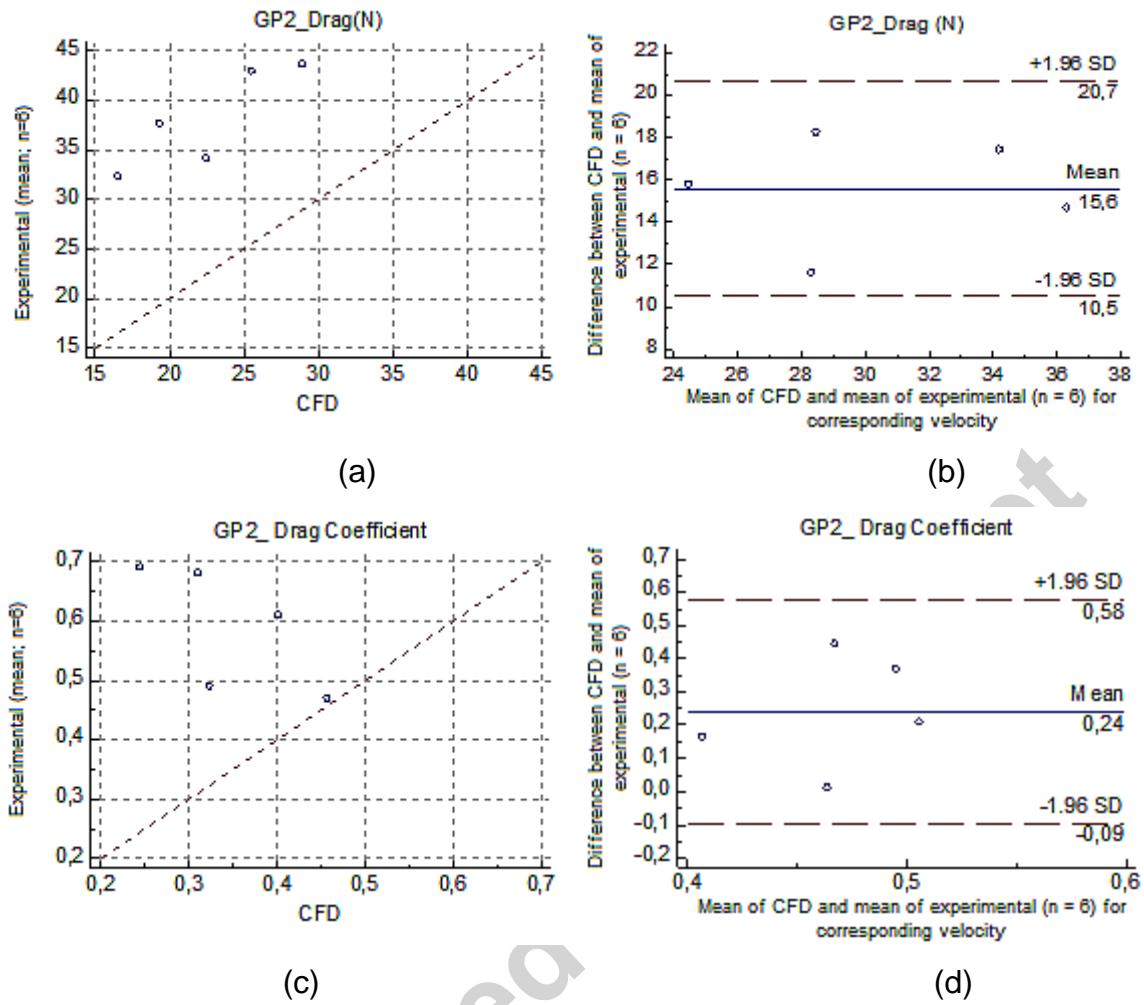 GP2_Drag(N)
45
40
35
30
25
20
15
Experimental (mean; n=6)
15 20 25 30 35 40 45
CFD
(a)
GP2_Drag (N)
22
20
18
16
14
12
10
8
Difference between CFD and mean of
experimental (n = 6)
+1.96 SD
20,7
Mean
15,6
-1.96 SD
10,5
24 26 28 30 32 34 36 38
Mean of CFD and mean of experimental (n = 6) for
corresponding velocity
(b)
GP2_ Drag Coefficient
0,7
0,6
0,5
0,4
0,3
0,2
Experimental (mean; n=6)
0,2 0,3 0,4 0,5 0,6 0,7
CFD
(c)
GP2_ Drag Coefficient
0,7
0,6
0,5
0,4
0,3
0,2
0,1
0,0
-0,1
-0,2
Difference between CFD and mean of
experimental (n = 6)
+1.96 SD
0,58
Mean
0,24
-1.96 SD
-0,09
0,4 0,5 0,6
Mean of CFD and mean of experimental (n = 6) for
corresponding velocity
(d)